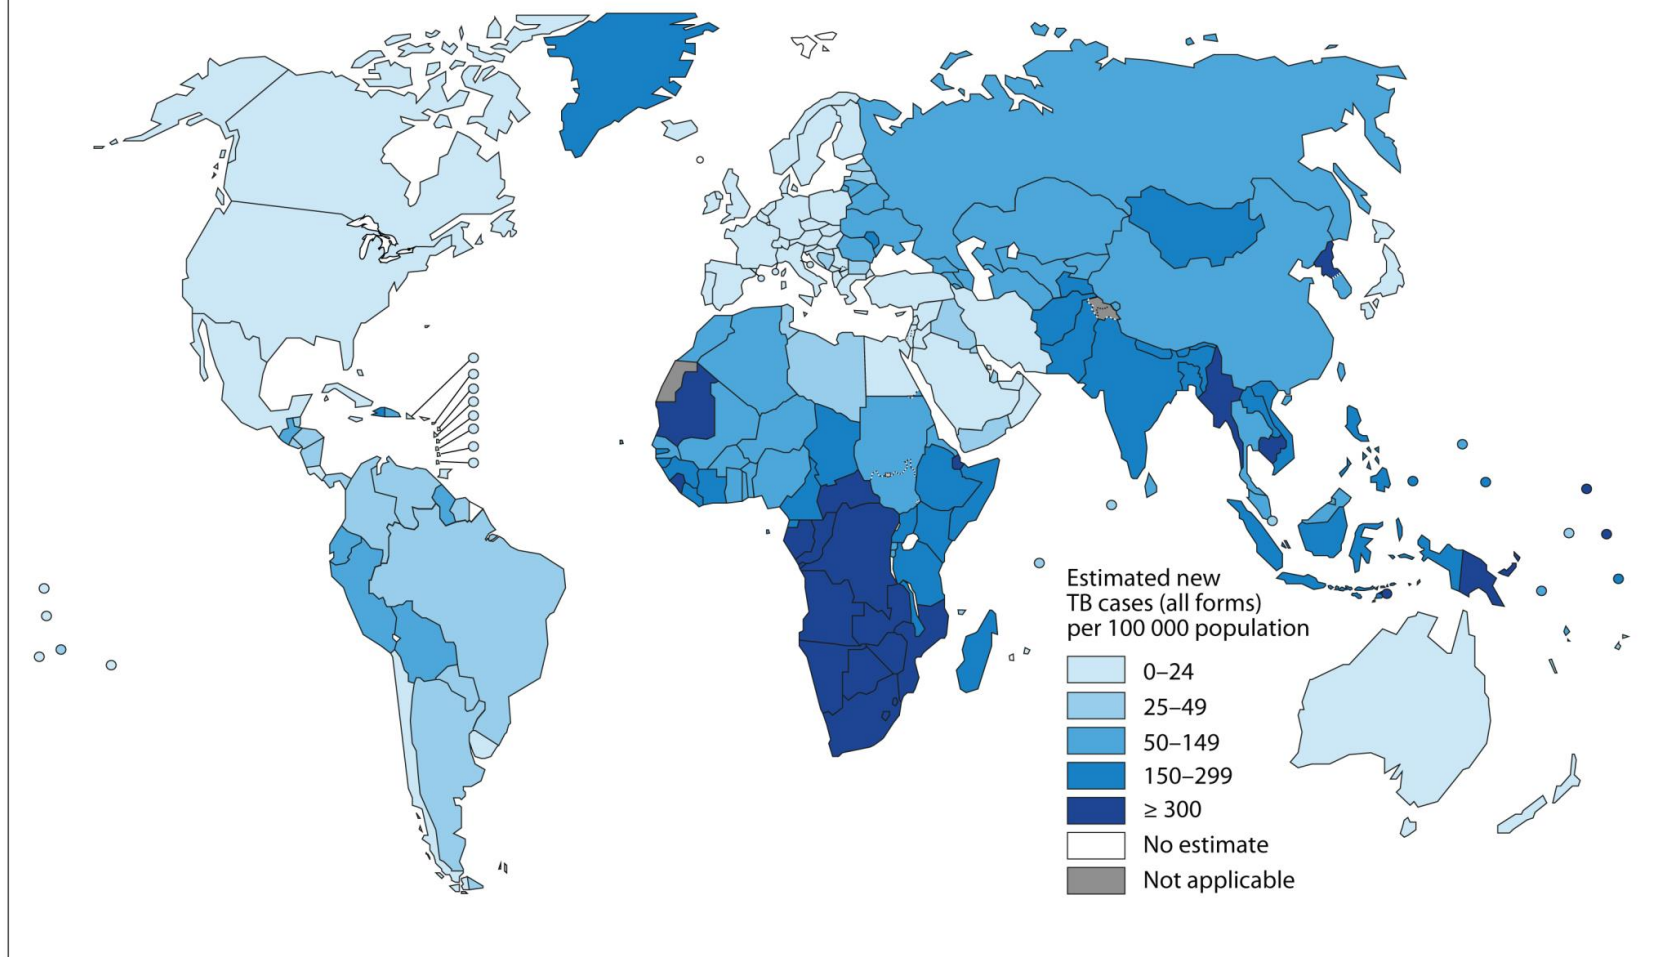 Estimated new
TB cases (all forms)
per 100 000 population
0–24
25–49
50–149
150–299
≥ 300
No estimate
Not applicable